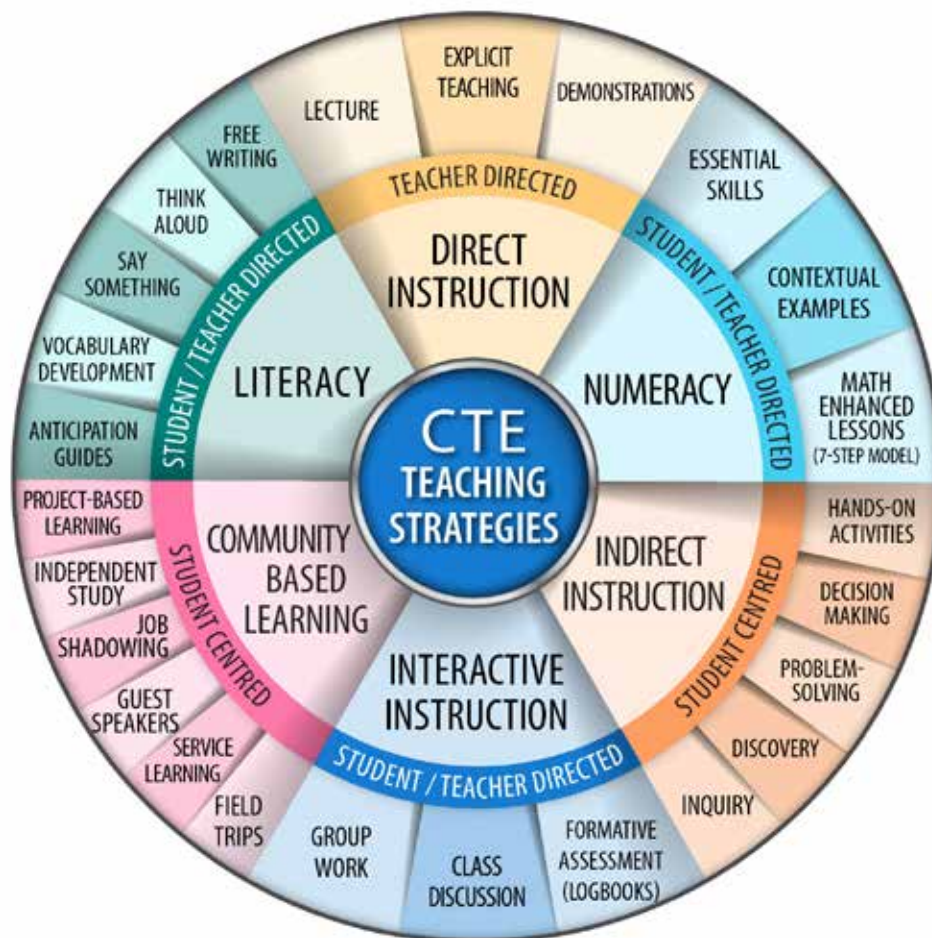 CTE
TEACHING
STRATEGIES
DIRECT
INSTRUCTION
TEACHER DIRECTED
LECTURE
EXPLICIT
TEACHING
DEMONSTRATIONS
NUMERACY
STUDENT / TEACHER DIRECTED
ESSENTIAL
SKILLS
CONTEXTUAL
EXAMPLES
MATH
ENHANCED
LESSONS
(7-STEP MODEL)
INDIRECT
INSTRUCTION
STUDENT CENTRED
HANDS-ON
ACTIVITIES
DECISION
MAKING
PROBLEM-
SOLVING
DISCOVERY
INQUIRY
INTERACTIVE
INSTRUCTION
STUDENT / TEACHER DIRECTED
FORMATIVE
ASSESSMENT
(LOGBOOKS)
CLASS
DISCUSSION
GROUP
WORK
COMMUNITY
BASED
LEARNING
STUDENT CENTRED
FIELD
TRIPS
SERVICE
LEARNING
GUEST
SPEAKERS
JOB
SHADOWING
INDEPENDENT
STUDY
PROJECT-BASED
LEARNING
LITERACY
STUDENT / TEACHER DIRECTED
ANTICIPATION
GUIDES
VOCABULARY
DEVELOPMENT
SAY
SOMETHING
THINK
ALOUD
FREE
WRITING